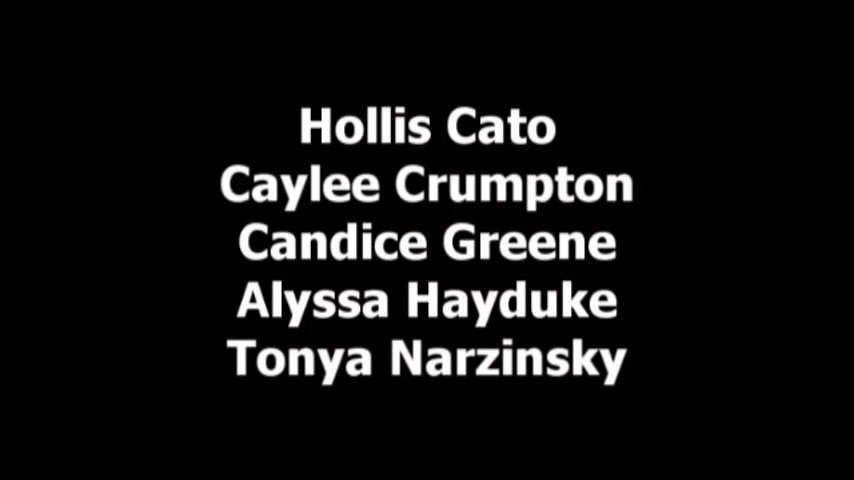 Hollis Cato
Caylee Crumpton
Candice Greene
Alyssa Hayduke
Tonya Narzinsky